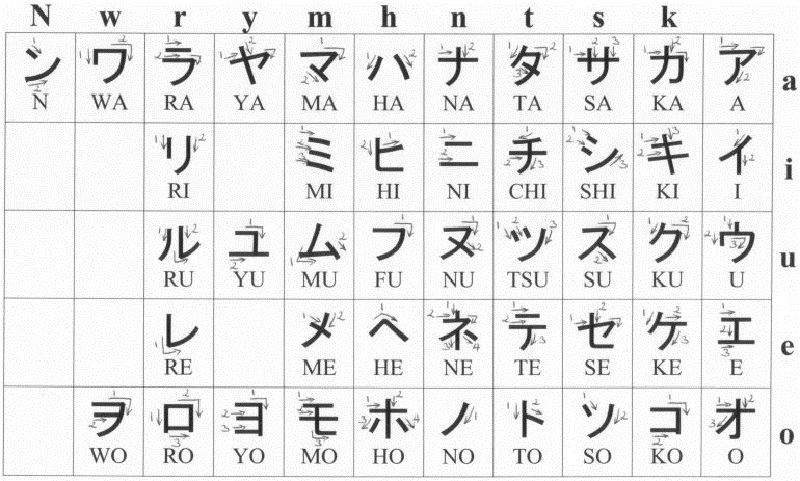 N w r y m h n t s k
ン ワ ラ ヤ マ ハ ナ タ サ カ ア a
N WA RA YA MA HA NA TA SA KA A
リ ミ ヒ ニ チ シ キ イ i
RI MI HI NI CHI SHI KI I
ル ユ ム フ ヌ ツ ス ク ウ u
RU YU MU FU NU TSU SU KU U
レ メ ヘ ネ テ セ ケ エ e
RE ME HE NE TE SE KE E
ヲ ロ ヨ モ ホ ノ ト ソ コ オ o
WO RO YO MO HO NO TO SO KO O